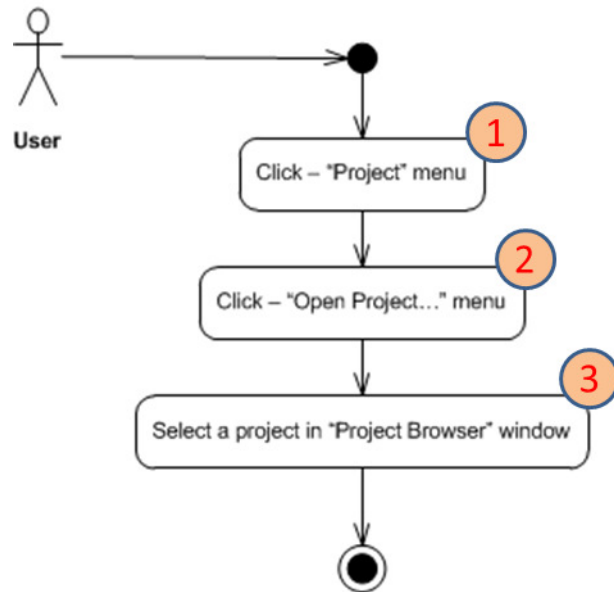 User
1
Click – “Project” menu
2
Click – “Open Project…” menu
3
Select a project in “Project Browser” window